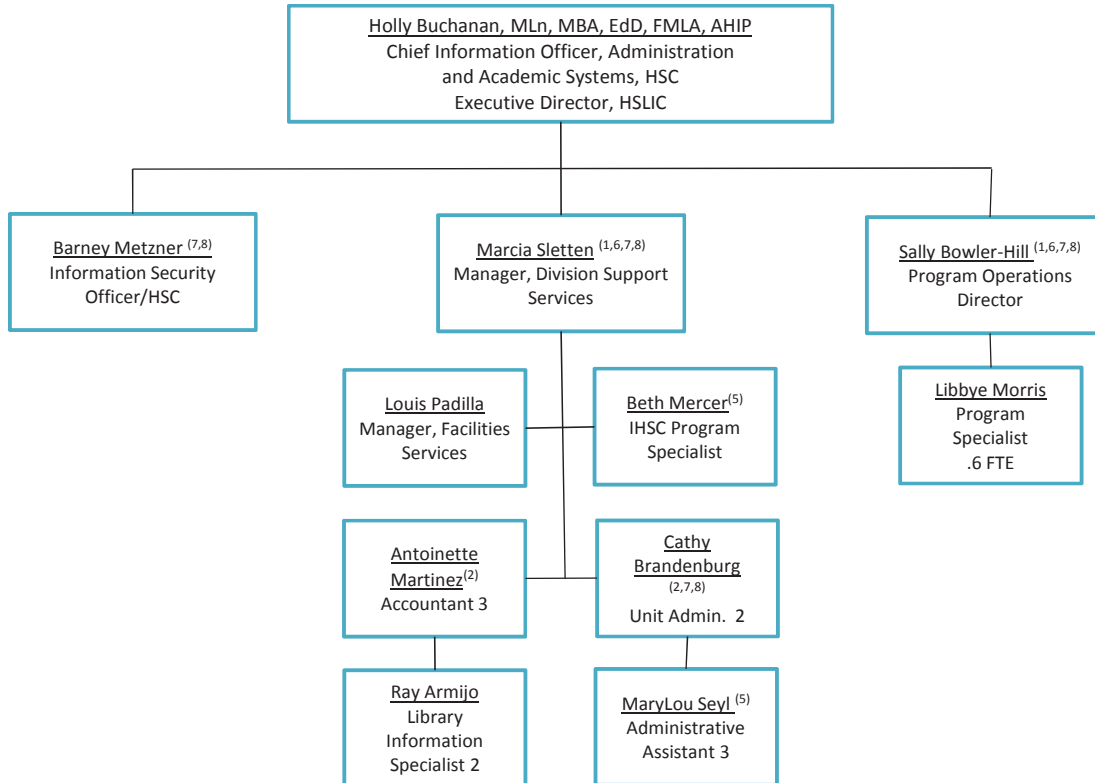 Holly Buchanan, MLn, MBA, EdD, FMLA, AHIP
Chief Information Officer, Administration
and Academic Systems, HSC
Executive Director, HSLIC
Barney Metzner (7,8)
Information Security
Officer/HSC
Marcia Sletten (1,6,7,8)
Manager, Division Support
Services
Sally Bowler-Hill (1,6,7,8)
Program Operations
Director
Louis Padilla
Manager, Facilities
Services
Beth Mercer(5)
IHSC Program
Specialist
Libbye Morris
Program
Specialist
.6 FTE
Antoinette
Martinez(2)
Accountant 3
Cathy
Brandenburg
(2,7,8)
Unit Admin.  2
Ray Armijo
Library
Information
Specialist 2
MaryLou Seyl (5)
Administrative
Assistant 3